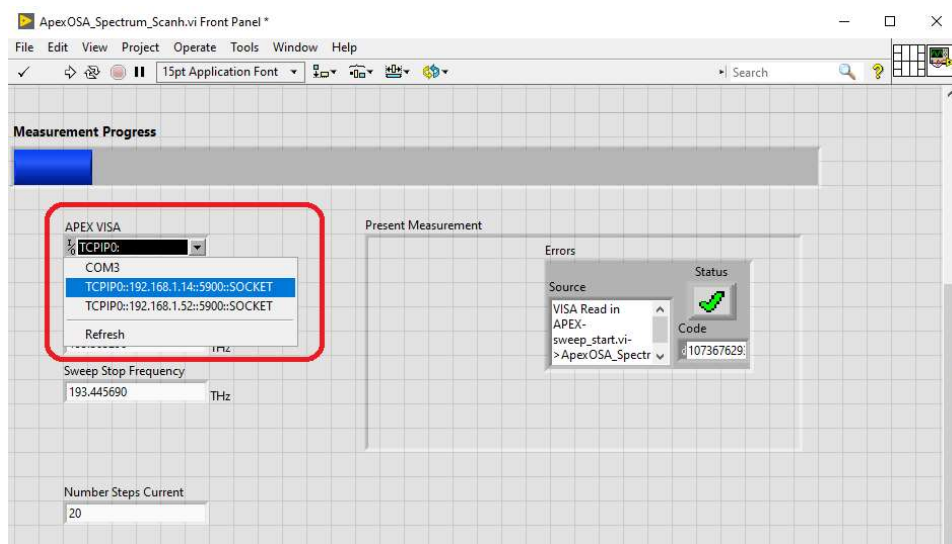 ApexOSA_Spectrum_Scanh.vi Front Panel *
File Edit View Project Operate Tools Window Help
15pt Application Font
Search
Measurement Progress
APEX VISA
TCPIP0:
COM3
TCPIP0::192.168.1.14::5900::SOCKET
TCPIP0::192.168.1.52::5900::SOCKET
Refresh
THz
Sweep Stop Frequency
193.445690
THz
Number Steps Current
20
Present Measurement
Errors
Source
VISA Read in
APEX-
sweep_start.vi-
>ApexOSA_Spectr
Status
Code